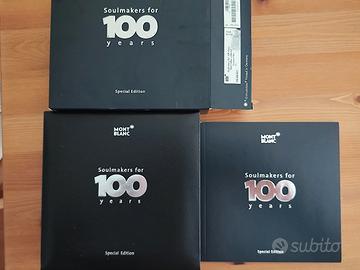 Soulmakers for
100
years
Special Edition
MONT
BLANC
Soulmakers for
100
years
Special Edition
MONT
BLANC
Soulmakers for
100
years
Special Edition
subito